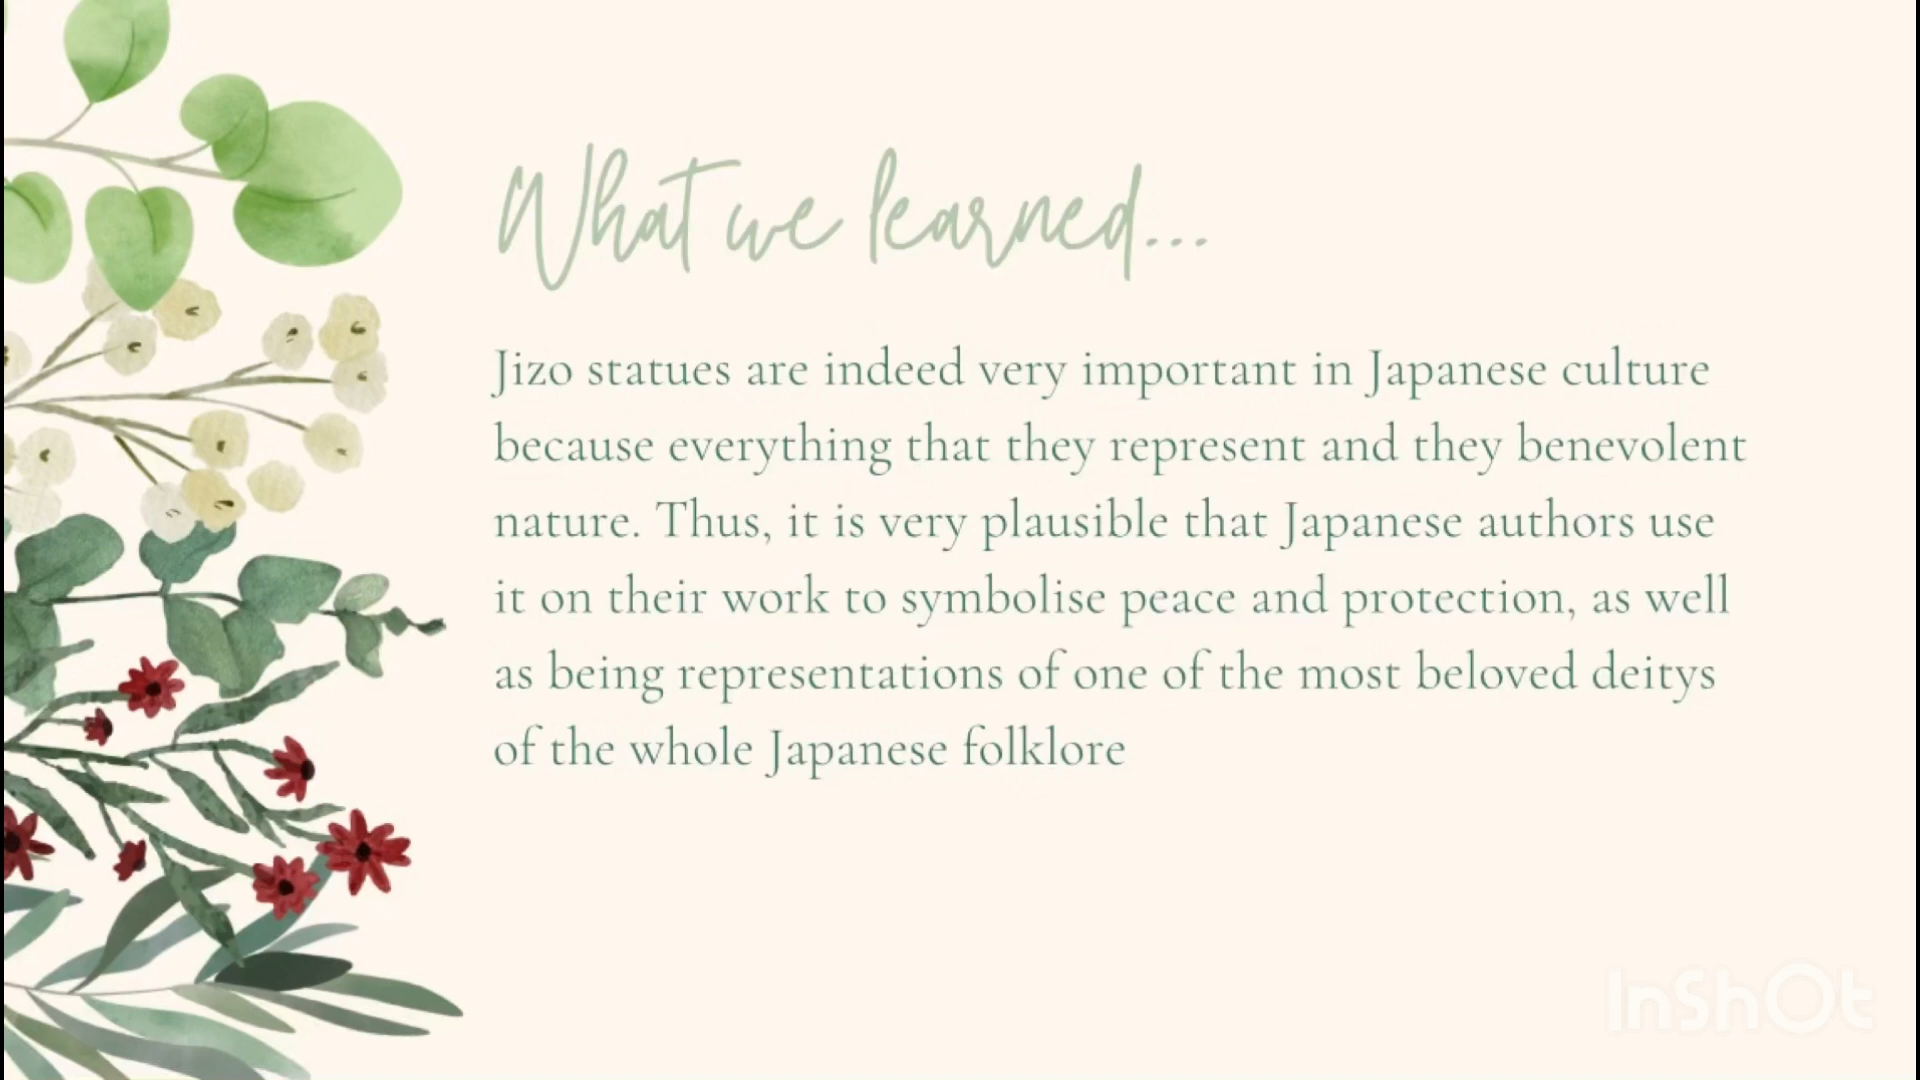 What we learned...
Jizo statues are indeed very important in Japanese culture
because everything that they represent and they benevolent
nature. Thus, it is very plausible that Japanese authors use
it on their work to symbolise peace and protection, as well
as being representations of one of the most beloved deitys
of the whole Japanese folklore
InShOt